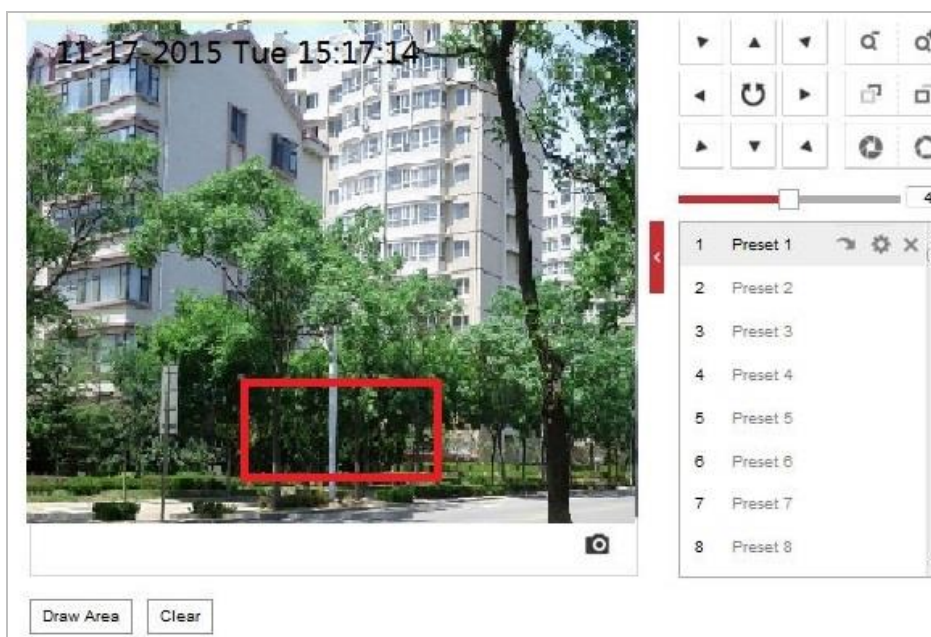 11-17-2015 Tue 15:17:14
4
1 Preset 1
2 Preset 2
3 Preset 3
4 Preset 4
5 Preset 5
6 Preset 6
7 Preset 7
8 Preset 8
Draw Area Clear